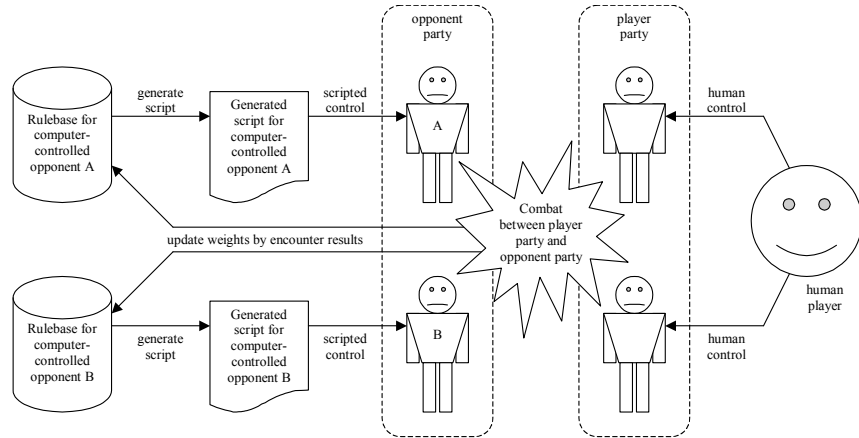 opponent
party
player
party
generate
script
scripted
control
human
control
Rulebase for
computer-
controlled
opponent A
Generated
script for
computer-
controlled
opponent A
A
Combat
between player
party and
opponent party
update weights by encounter results
human
player
Rulebase for
computer-
controlled
opponent B
generate
script
Generated
script for
computer-
controlled
opponent B
scripted
control
B
human
control